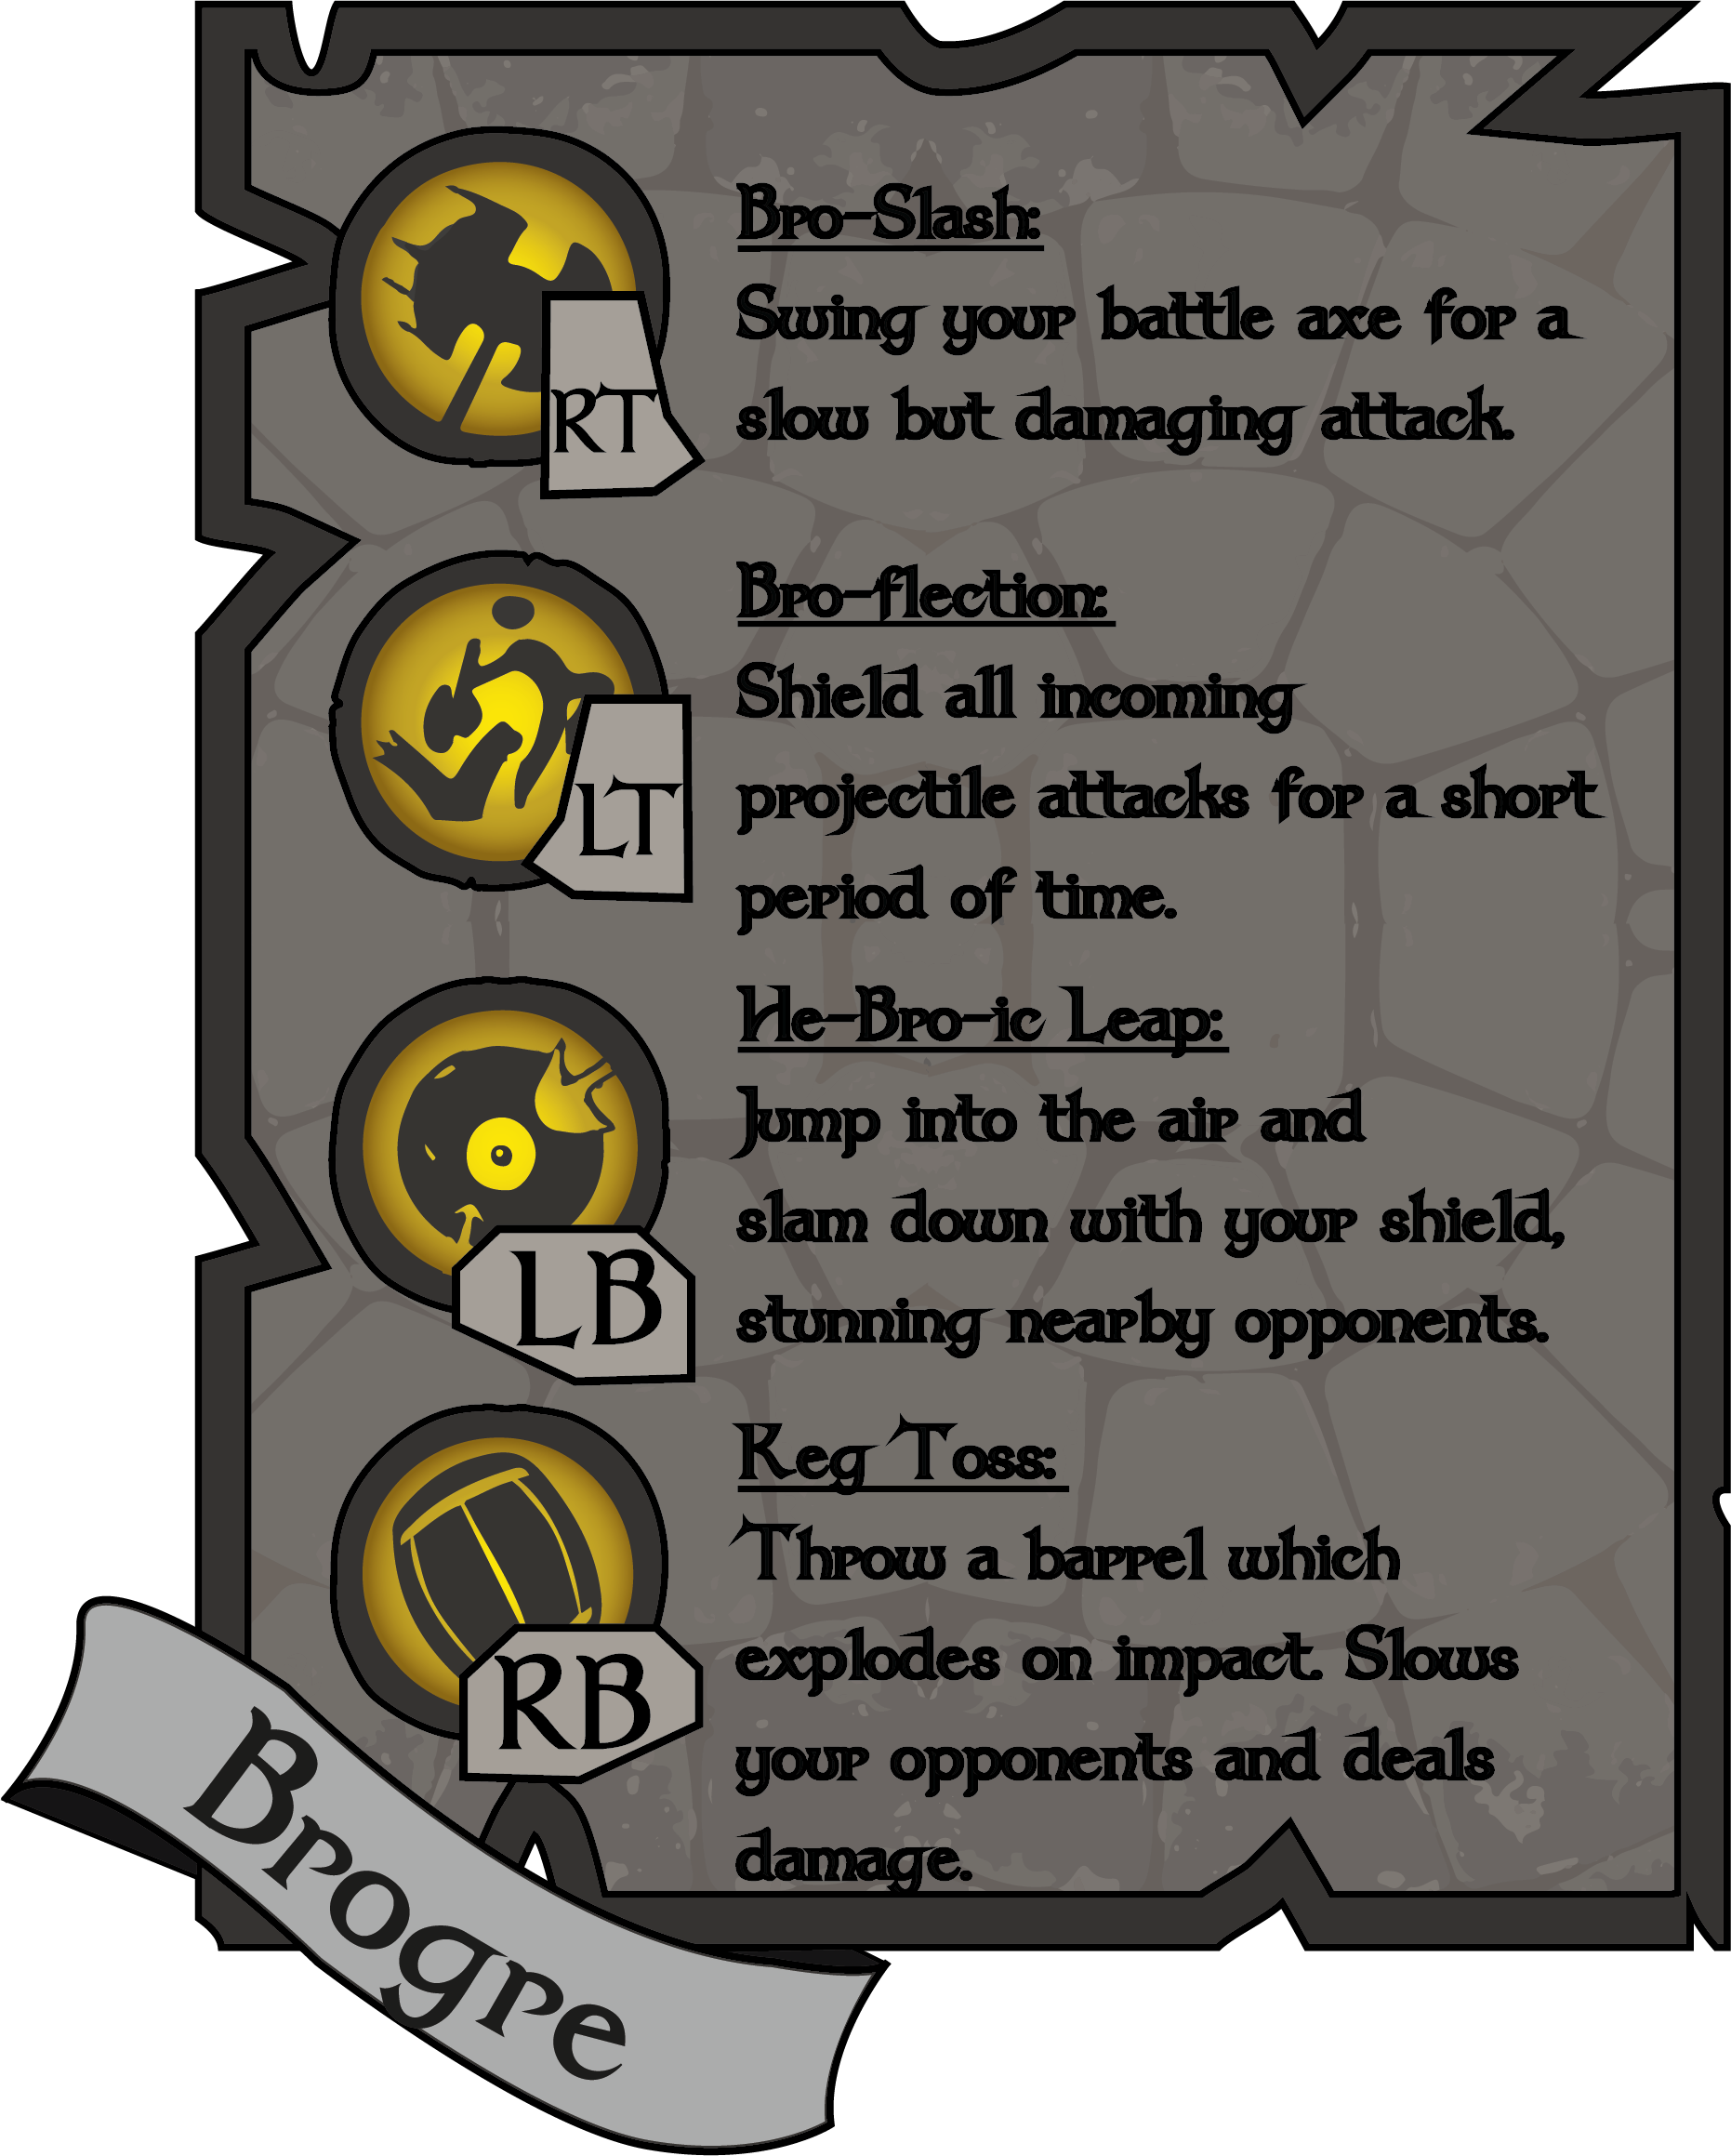 Bro-Slash:
Swing your battle axe for a
slow but damaging attack.
RT
Bro-flection:
Shield all incoming
projectile attacks for a short
period of time.
LT
He-Bro-ic Leap:
Jump into the air and
slam down with your shield,
stunning nearby opponents.
LB
Keg Toss:
Throw a barrel which
explodes on impact. Slows
your opponents and deals
damage.
RB
Brogre